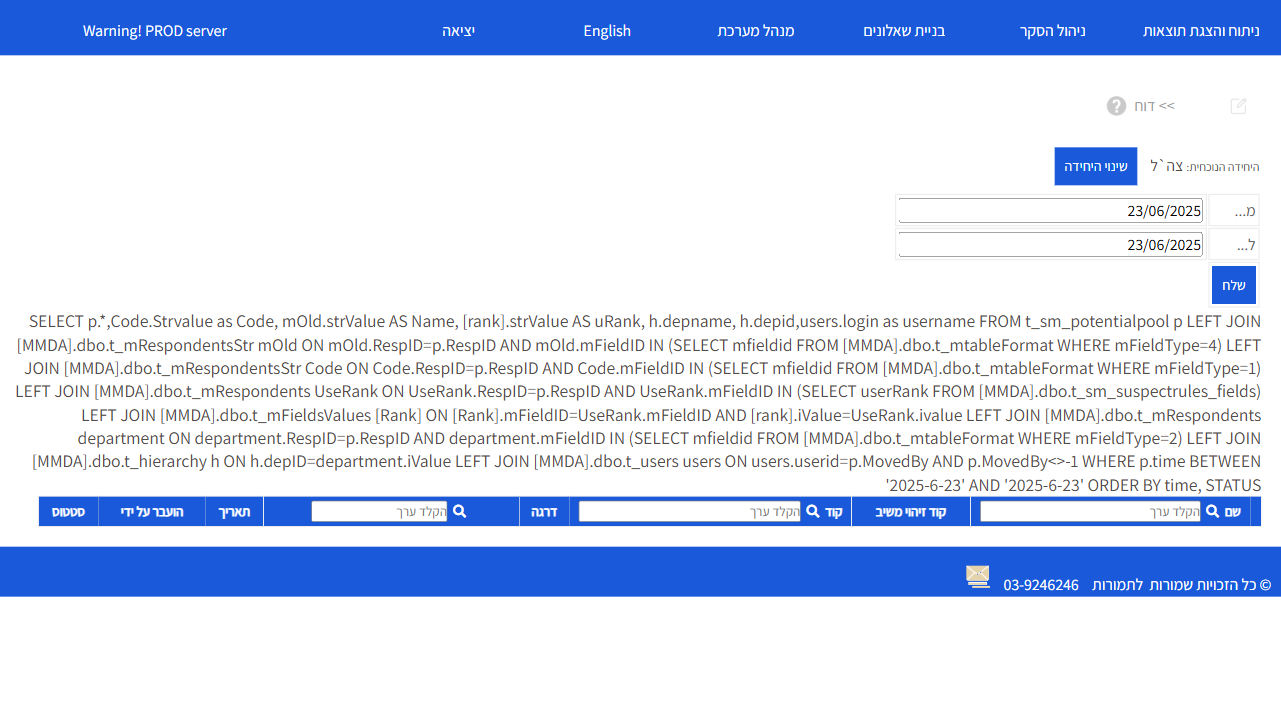 ניתוח והצגת תוצאות ניהול הסקר בניית שאלונים מנהל מערכת English יציאה Warning! PROD server
>> דוח ?
היחידה הנוכחית: צה`ל שינוי היחידה
מ... 23/06/2025
ל... 23/06/2025
שלח
SELECT p.*,Code.Strvalue as Code, mOld.strValue AS Name, [rank].strValue AS uRank, h.depname, h.depid,users.login as username FROM t_sm_potentialpool p LEFT JOIN
[MMDA].dbo.t_mRespondentsStr mOld ON mOld.RespID=p.RespID AND mOld.mFieldID IN (SELECT mfieldid FROM [MMDA].dbo.t_mtableFormat WHERE mFieldType=4) LEFT
JOIN [MMDA].dbo.t_mRespondentsStr Code ON Code.RespID=p.RespID AND Code.mFieldID IN (SELECT mfieldid FROM [MMDA].dbo.t_mtableFormat WHERE mFieldType=1)
LEFT JOIN [MMDA].dbo.t_mRespondents UseRank ON UseRank.RespID=p.RespID AND UseRank.mFieldID IN (SELECT userRank FROM [MMDA].dbo.t_sm_suspectrules_fields)
LEFT JOIN [MMDA].dbo.t_mFieldsValues [Rank] ON [Rank].mFieldID=UseRank.mFieldID AND [rank].iValue=UseRank.ivalue LEFT JOIN [MMDA].dbo.t_mRespondents
department ON department.RespID=p.RespID AND department.mFieldID IN (SELECT mfieldid FROM [MMDA].dbo.t_mtableFormat WHERE mFieldType=2) LEFT JOIN
[MMDA].dbo.t_hierarchy h ON h.depID=department.iValue LEFT JOIN [MMDA].dbo.t_users users ON users.userid=p.MovedBy AND p.MovedBy<>-1 WHERE p.time BETWEEN
'2025-6-23' AND '2025-6-23' ORDER BY time, STATUS
שם הקלד ערך קוד זיהוי משיב קוד הקלד ערך דרגה הקלד ערך תאריך הועבר על ידי סטטוס
© כל הזכויות שמורות לתמורות 03-9246246